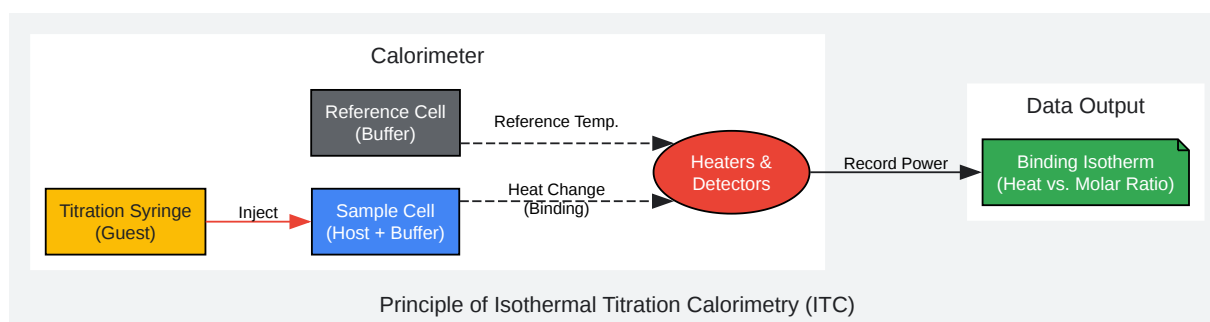 Calorimeter
Reference Cell
(Buffer)
Reference Temp.
Titration Syringe
(Guest)
Inject
Sample Cell
(Host + Buffer)
Heat Change
(Binding)
Heaters &
Detectors
Record Power
Data Output
Binding Isotherm
(Heat vs. Molar Ratio)
Principle of Isothermal Titration Calorimetry (ITC)